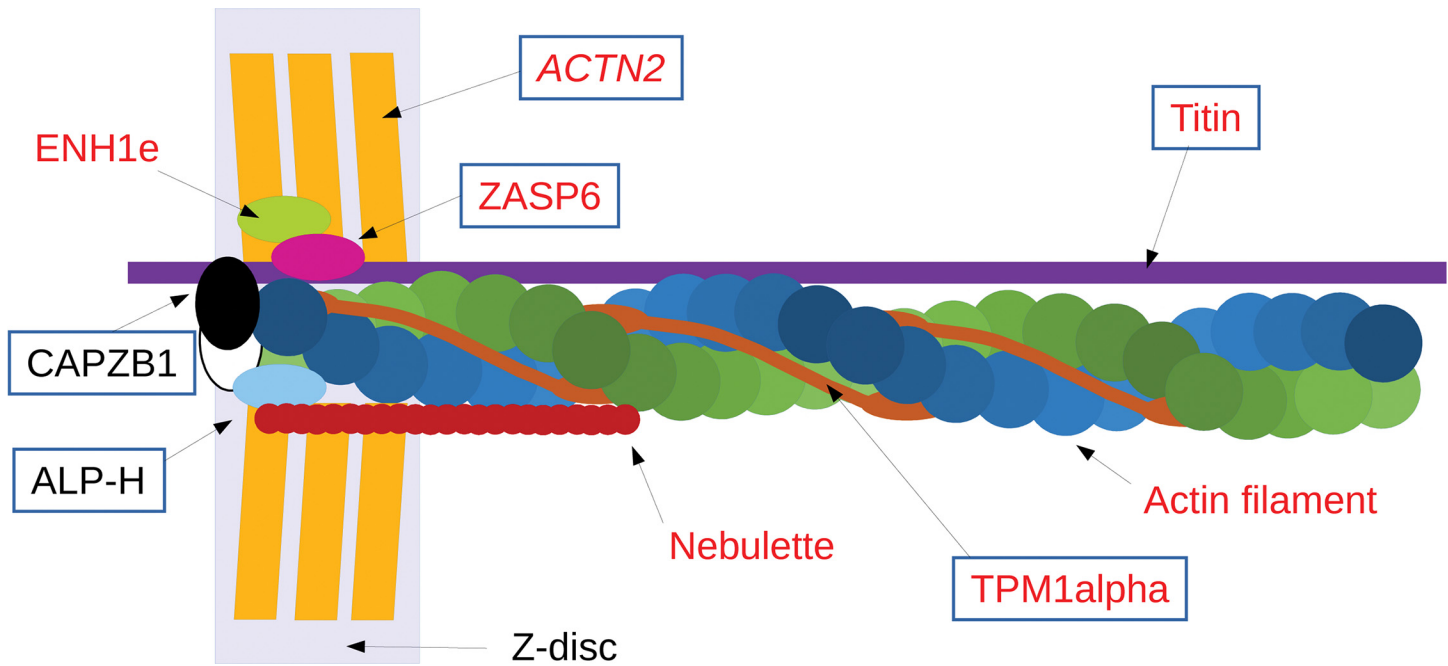 ACTN2
Titin
ENH1e
ZASP6
CAPZB1
ALP-H
Actin filament
Nebulette
TPM1alpha
Z-disc